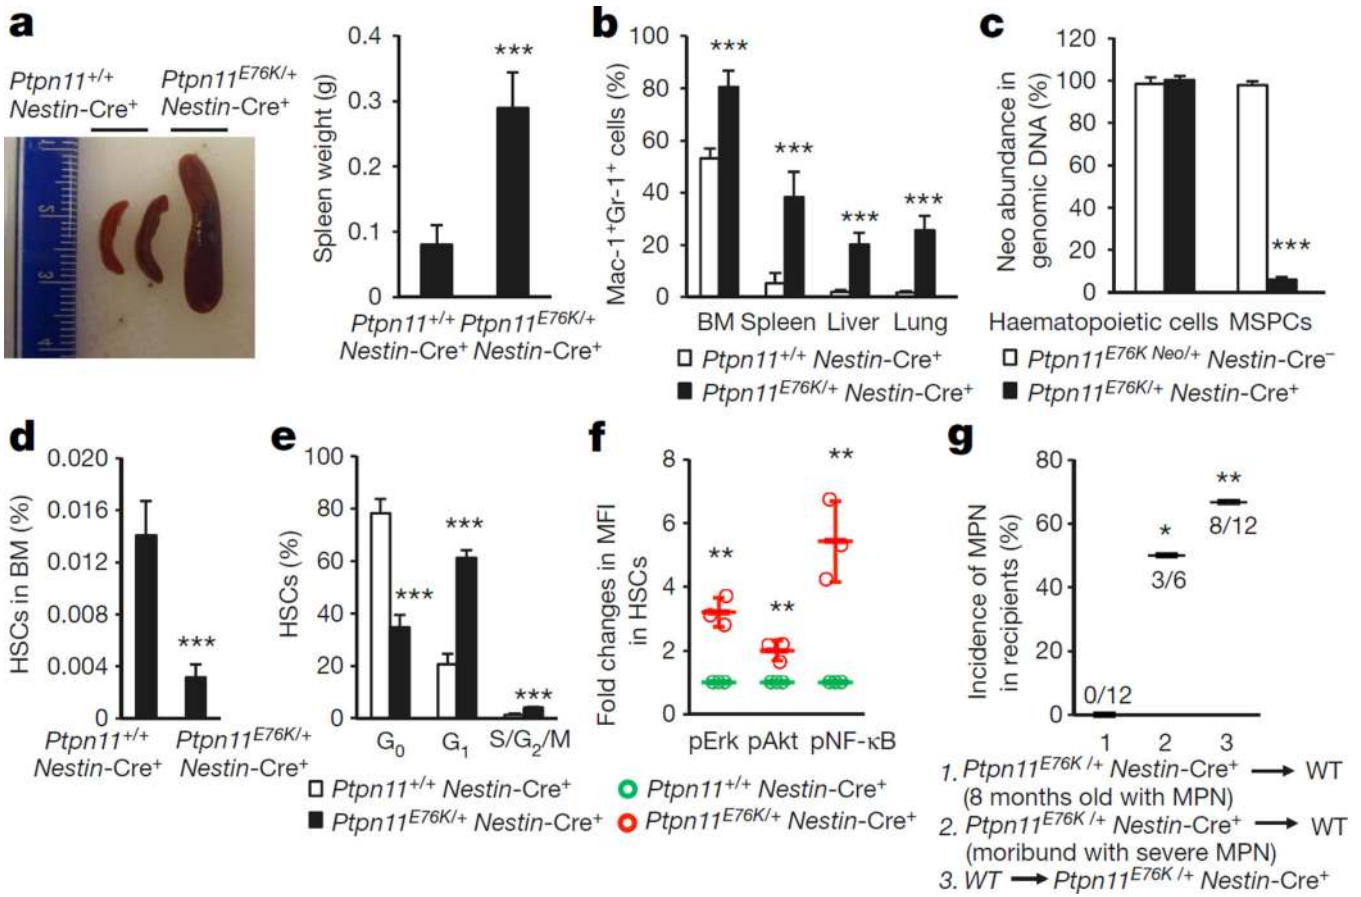 a
Ptpn11+/+
Nestin-Cre+
Ptpn11E76K/+
Nestin-Cre+
2
3
4
Spleen weight (g)
0.4
0.3
0.2
0.1
0
***
Ptpn11+/+ Ptpn11E76K/+
Nestin-Cre+ Nestin-Cre+
b
Mac-1+Gr-1+ cells (%)
100
80
60
40
20
0
***
***
***
***
BM Spleen Liver Lung
Ptpn11+/+ Nestin-Cre+
Ptpn11E76K/+ Nestin-Cre+
c
Neo abundance in
genomic DNA (%)
120
100
80
60
40
20
0
***
Haematopoietic cells MSPCs
Ptpn11E76K Neo/+ Nestin-Cre–
Ptpn11E76K/+ Nestin-Cre+
d
HSCs in BM (%)
0.020
0.016
0.012
0.008
0.004
0
***
Ptpn11+/+ Ptpn11E76K/+
Nestin-Cre+ Nestin-Cre+
e
HSCs (%)
100
80
60
40
20
0
***
***
***
G0 G1 S/G2/M
Ptpn11+/+ Nestin-Cre+
Ptpn11E76K/+ Nestin-Cre+
f
Fold changes in MFI
in HSCs
8
6
4
2
0
**
**
**
pErk pAkt pNF-κB
Ptpn11+/+ Nestin-Cre+
Ptpn11E76K/+ Nestin-Cre+
g
Incidence of MPN
in recipients (%)
80
60
40
20
0
0/12
*
3/6
**
8/12
1 2 3
1. Ptpn11E76K/+ Nestin-Cre+ → WT
(8 months old with MPN)
2. Ptpn11E76K/+ Nestin-Cre+ → WT
(moribund with severe MPN)
3. WT → Ptpn11E76K/+ Nestin-Cre+